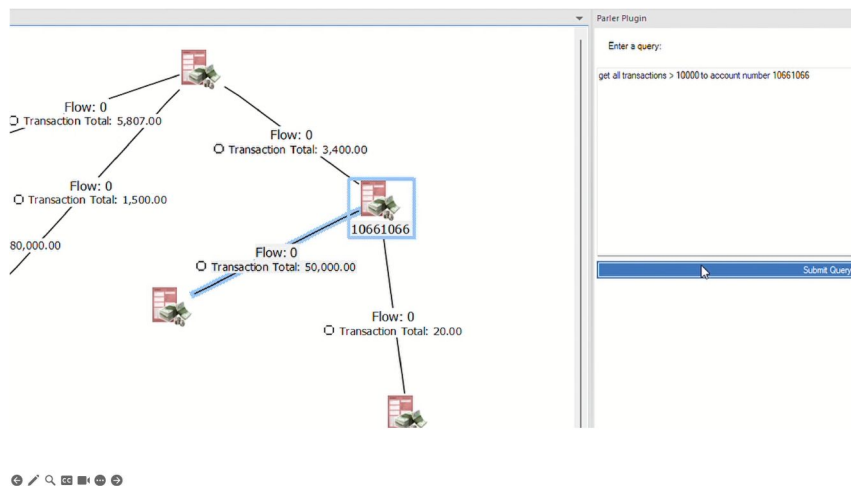 Parler Plugin
Enter a query:
get all transactions > 10000 to account number 10661066
Submit Query
Flow: 0
Transaction Total: 5,807.00
Flow: 0
Transaction Total: 3,400.00
Flow: 0
Transaction Total: 1,500.00
10661066
80,000.00
Flow: 0
Transaction Total: 50,000.00
Flow: 0
Transaction Total: 20.00
CC